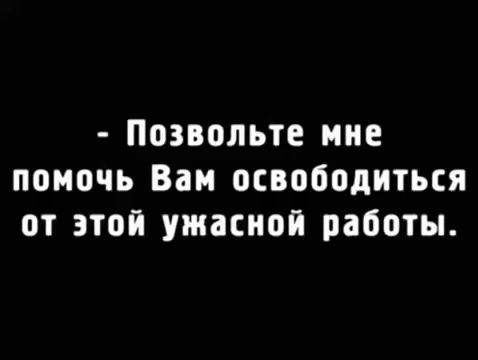 - Позвольте мне
помочь Вам освободиться
от этой ужасной работы.